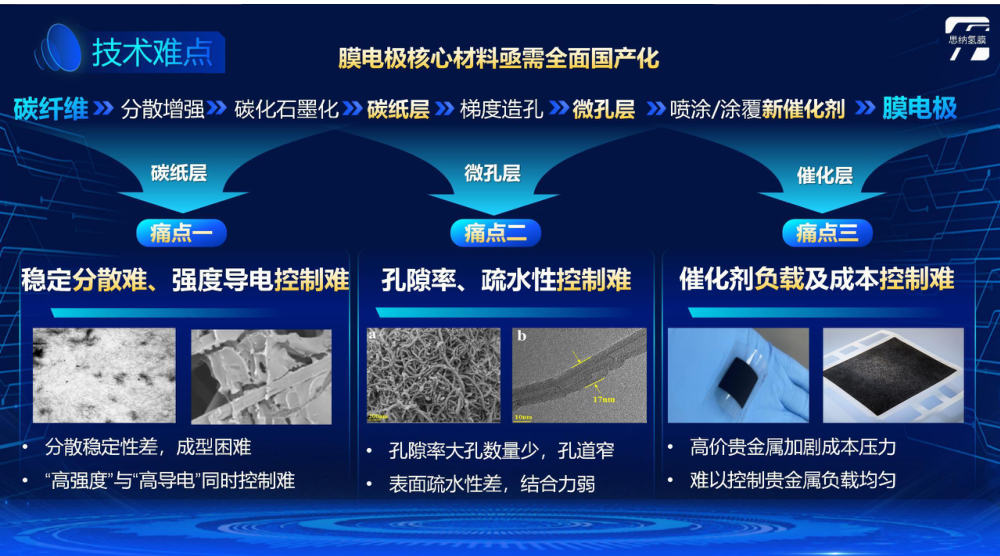 技术难点
思纳氢膜
膜电极核心材料亟需全面国产化
碳纤维 分散增强 碳化石墨化 碳纸层 梯度造孔 微孔层 喷涂/涂覆新催化剂 膜电极
碳纸层
微孔层
催化层
痛点一
痛点二
痛点三
稳定分散难、强度导电控制难
孔隙率、疏水性控制难
催化剂负载及成本控制难
a
b
17nm
10nm
• 分散稳定性差，成型困难
• “高强度”与“高导电”同时控制难
• 孔隙率大孔数量少，孔道窄
• 表面疏水性差，结合力弱
• 高价贵金属加剧成本压力
• 难以控制贵金属负载均匀